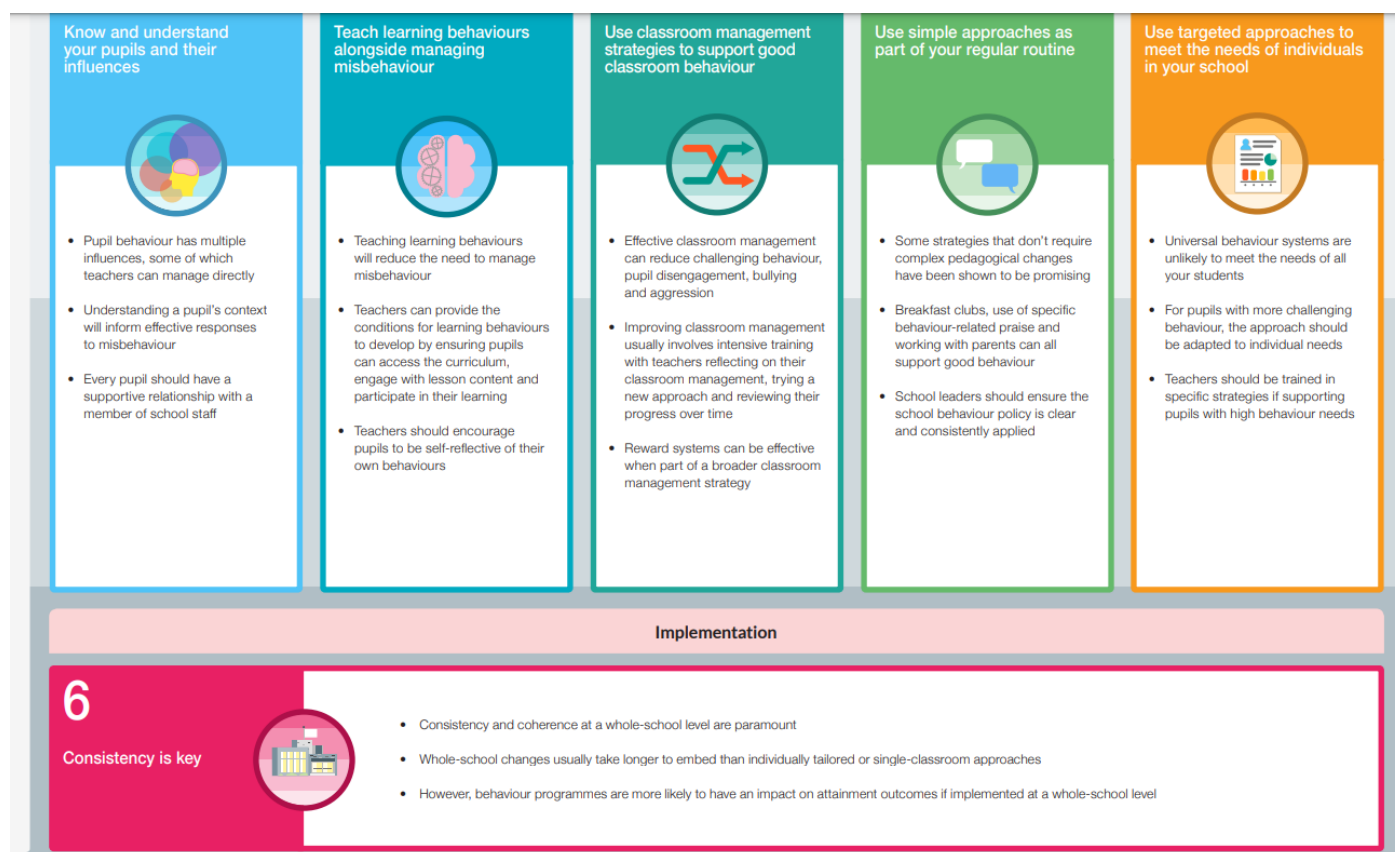 Know and understand
your pupils and their
influences
• Pupil behaviour has multiple
influences, some of which
teachers can manage directly
• Understanding a pupil's context
will inform effective responses
to misbehaviour
• Every pupil should have a
supportive relationship with a
member of school staff
Teach learning behaviours
alongside managing
misbehaviour
• Teaching learning behaviours
will reduce the need to manage
misbehaviour
• Teachers can provide the
conditions for learning behaviours
to develop by ensuring pupils
can access the curriculum,
engage with lesson content and
participate in their learning
• Teachers should encourage
pupils to be self-reflective of their
own behaviours
Use classroom management
strategies to support good
classroom behaviour
• Effective classroom management
can reduce challenging behaviour,
pupil disengagement, bullying
and aggression
• Improving classroom management
usually involves intensive training
with teachers reflecting on their
classroom management, trying a
new approach and reviewing their
progress over time
• Reward systems can be effective
when part of a broader classroom
management strategy
Use simple approaches as
part of your regular routine
• Some strategies that don't require
complex pedagogical changes
have been shown to be promising
• Breakfast clubs, use of specific
behaviour-related praise and
working with parents can all
support good behaviour
• School leaders should ensure the
school behaviour policy is clear
and consistently applied
Use targeted approaches to
meet the needs of individuals
in your school
• Universal behaviour systems are
unlikely to meet the needs of all
your students
• For pupils with more challenging
behaviour, the approach should
be adapted to individual needs
• Teachers should be trained in
specific strategies if supporting
pupils with high behaviour needs
Implementation
6
Consistency is key
• Consistency and coherence at a whole-school level are paramount
• Whole-school changes usually take longer to embed than individually tailored or single-classroom approaches
• However, behaviour programmes are more likely to have an impact on attainment outcomes if implemented at a whole-school level